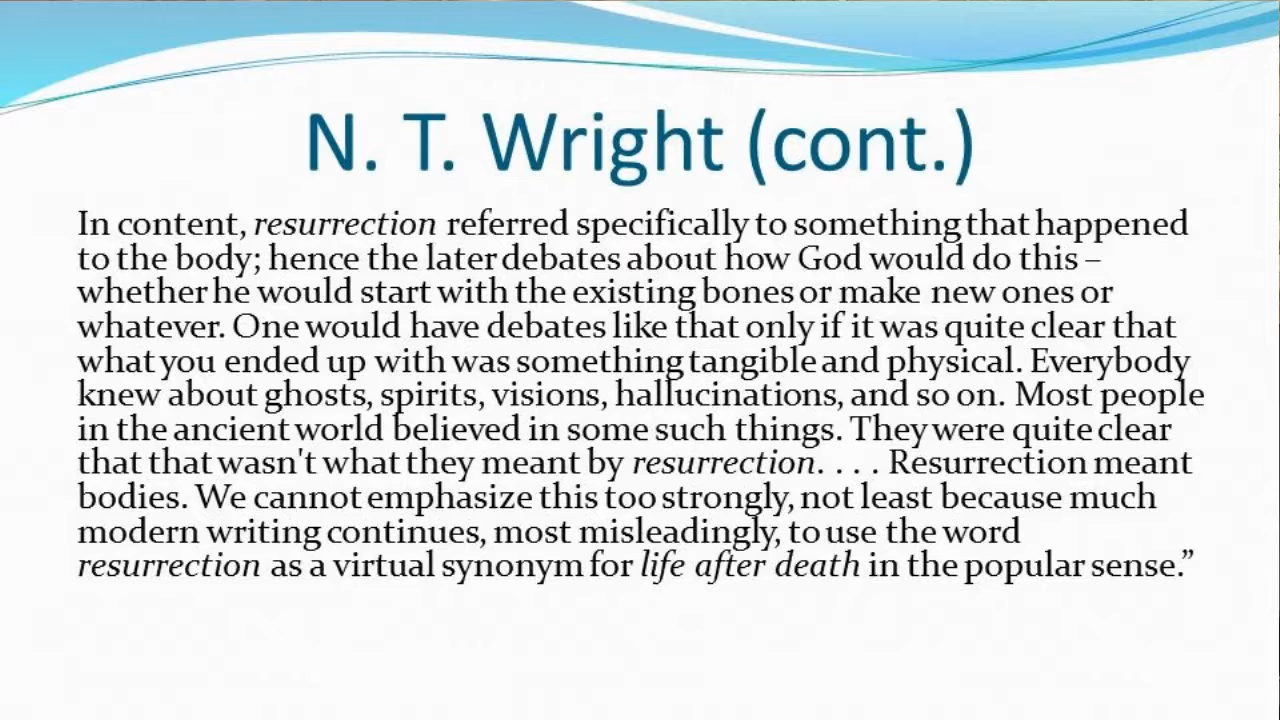 N. T. Wright (cont.)
In content, resurrection referred specifically to something that happened
to the body; hence the later debates about how God would do this –
whether he would start with the existing bones or make new ones or
whatever. One would have debates like that only if it was quite clear that
what you ended up with was something tangible and physical. Everybody
knew about ghosts, spirits, visions, hallucinations, and so on. Most people
in the ancient world believed in some such things. They were quite clear
that that wasn't what they meant by resurrection. . . . Resurrection meant
bodies. We cannot emphasize this too strongly, not least because much
modern writing continues, most misleadingly, to use the word
resurrection as a virtual synonym for life after death in the popular sense.”